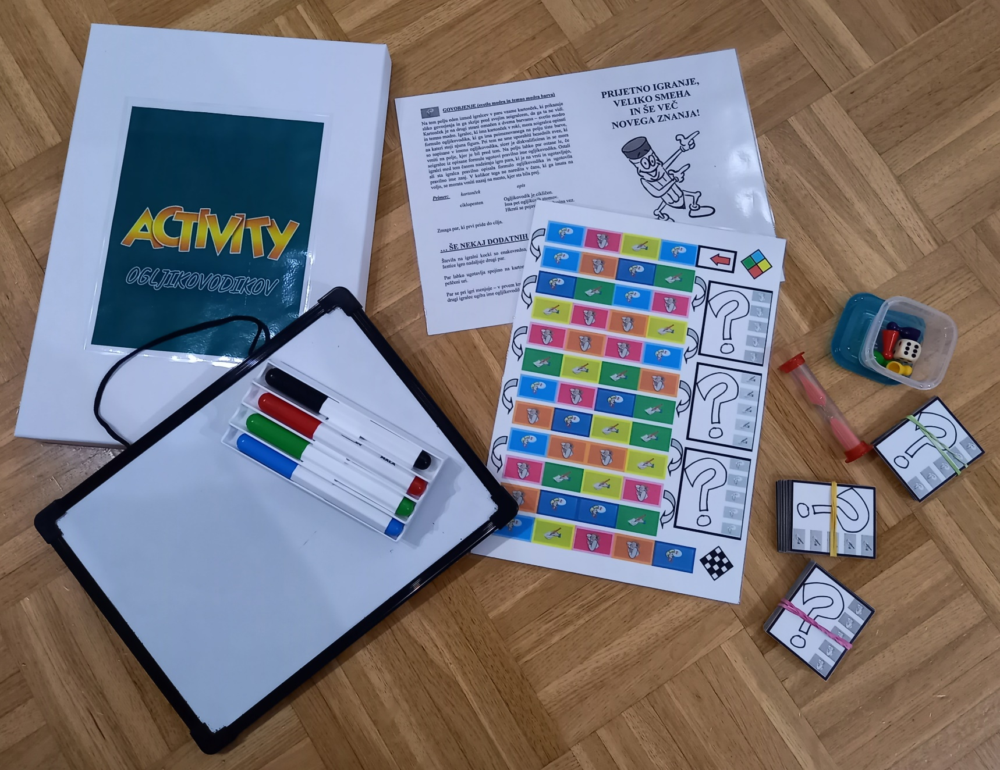 ACTIVITY
OGLJIKOVODIKOV
GOVORJENJE (svetlo modra in temno modra barva)
Na tem polju eden izmed igralcev v paru vzame kartonček, ki prikazuje
sliko govorjenja in ga skrije pred svojim soigralcem, da ga ta ne vidi.
Kartonček je na drugi strani označen z dvema barvama – svetlo modro
in temno modro. Igralec, ki ima kartonček v roki, mora soigralcu opisati
formulo ogljikovodika, ki ga ima poimenovanega na polju tiste barve,
na kateri stoji njuna figura. Pri tem ne sme uporabiti besednih zvez, ki
so napisane v imenu ogljikovodika, sicer je diskvalificiran in se mora
vrniti na polje, kjer je bil pred tem. Na polju lahko par ostane le, če
soigralec iz opisane formule ugotovi pravilno ime ogljikovodika. Ostali
igralci med tem časom nadzirajo igro para, ki je na vrsti in ugotavljajo,
ali sta igralca pravilno opisala formulo ogljikovodika in ugotovila
pravilno ime zanj. V kolikor tega ne naredita v času, ki ga imata na
voljo, se morata vrniti nazaj na mesto, kjer sta bila prej.
Primer: kartonček opis
ciklopenten Ogljikovodik je cikličen.
Ima pet ogljikovih atomov.
Hkrati se pojav vez.
Zmaga par, ki prvi pride do cilja.
... ŠE NEKAJ DODATNIH
Števila na igralni kocki so enakovredna,
šestice igro nadaljuje drugi par.
Par lahko ugotavlja spojino na karton
peščeni uri.
Par se pri igri menjuje – v prvem
drugi igralec ugiba ime ogljikovodi
PRIJETNO IGRANJE,
VELIKO SMEHA
IN ŠE VEČ
NOVEGA ZNANJA!
?
?
?
MALA
?
?
?